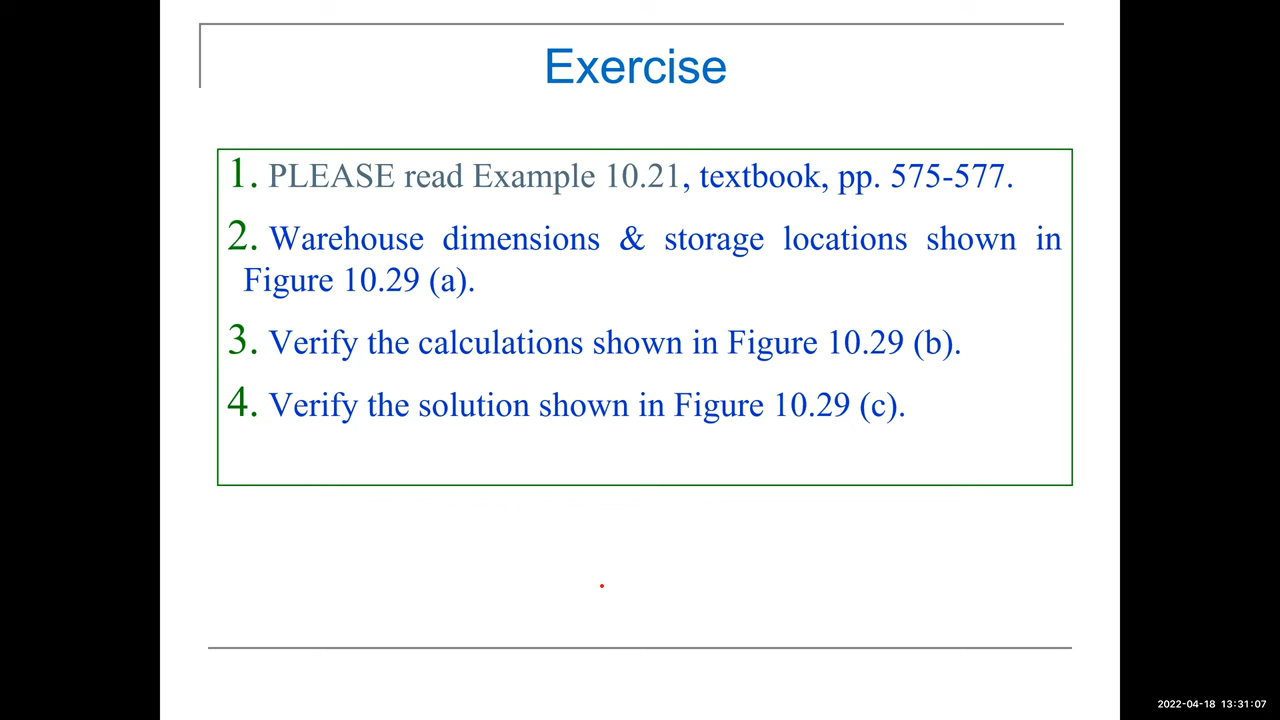 Exercise
1. PLEASE read Example 10.21, textbook, pp. 575-577.
2. Warehouse dimensions & storage locations shown in
Figure 10.29 (a).
3. Verify the calculations shown in Figure 10.29 (b).
4. Verify the solution shown in Figure 10.29 (c).
2022-04-18 13:31:07